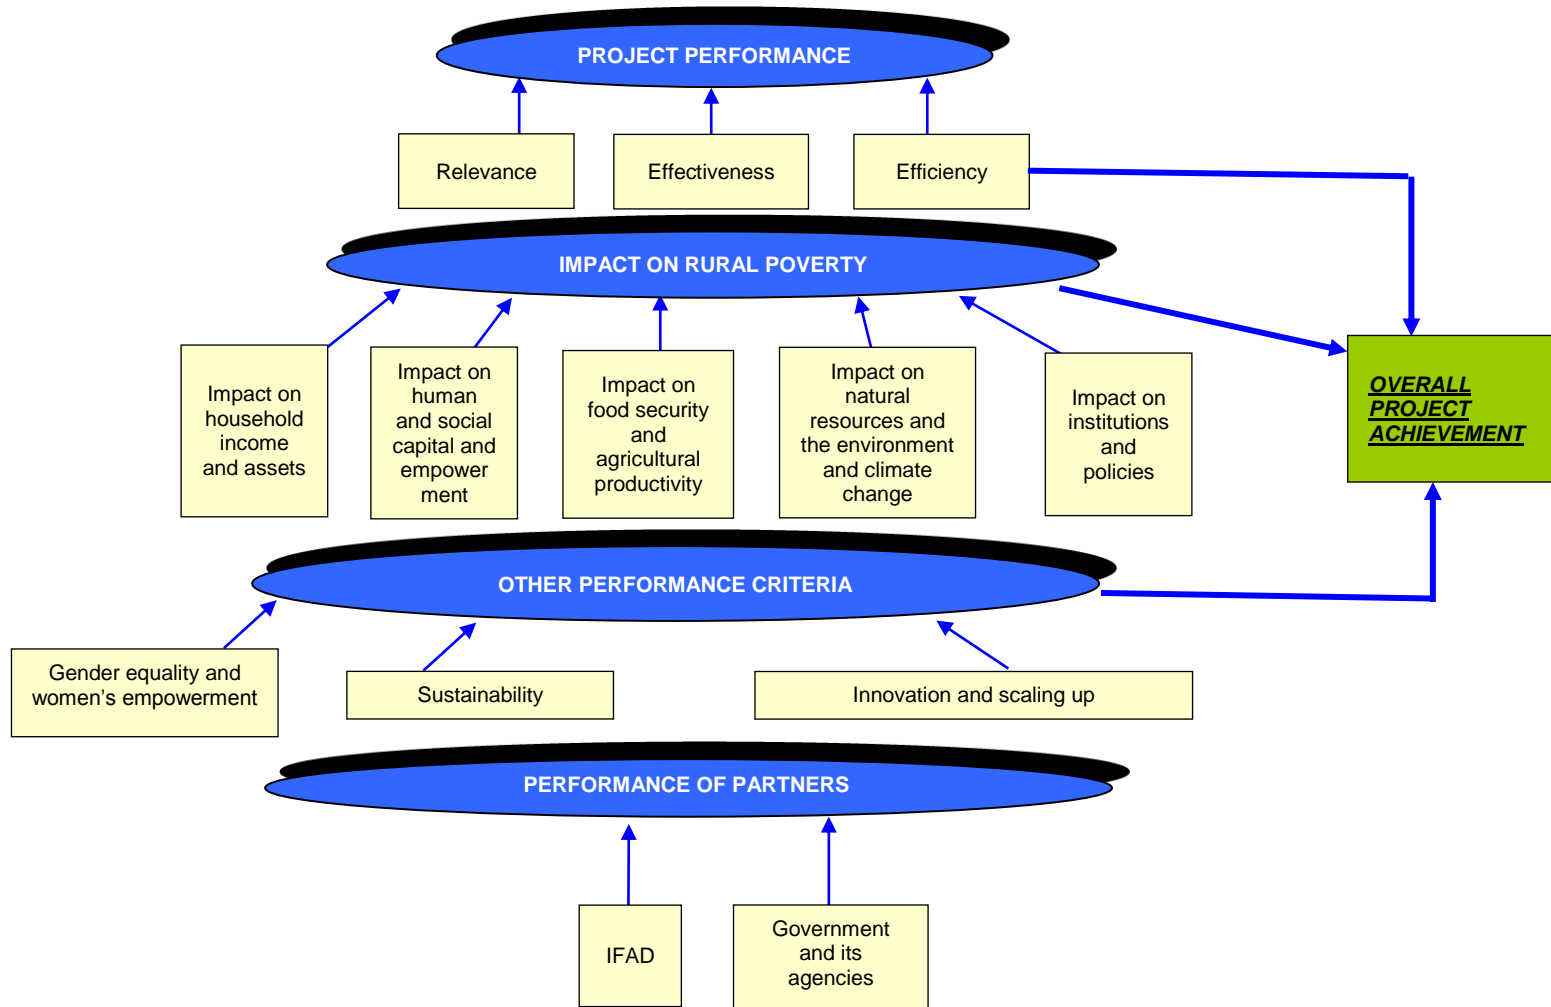 PROJECT PERFORMANCE
Relevance
Effectiveness
Efficiency
IMPACT ON RURAL POVERTY
Impact on
household
income
and assets
Impact on
human
and social
capital and
empower
ment
Impact on
food security
and
agricultural
productivity
Impact on
natural
resources and
the environment
and climate
change
Impact on
institutions
and
policies
OVERALL
PROJECT
ACHIEVEMENT
OTHER PERFORMANCE CRITERIA
Gender equality and
women’s empowerment
Sustainability
Innovation and scaling up
PERFORMANCE OF PARTNERS
IFAD
Government
and its
agencies